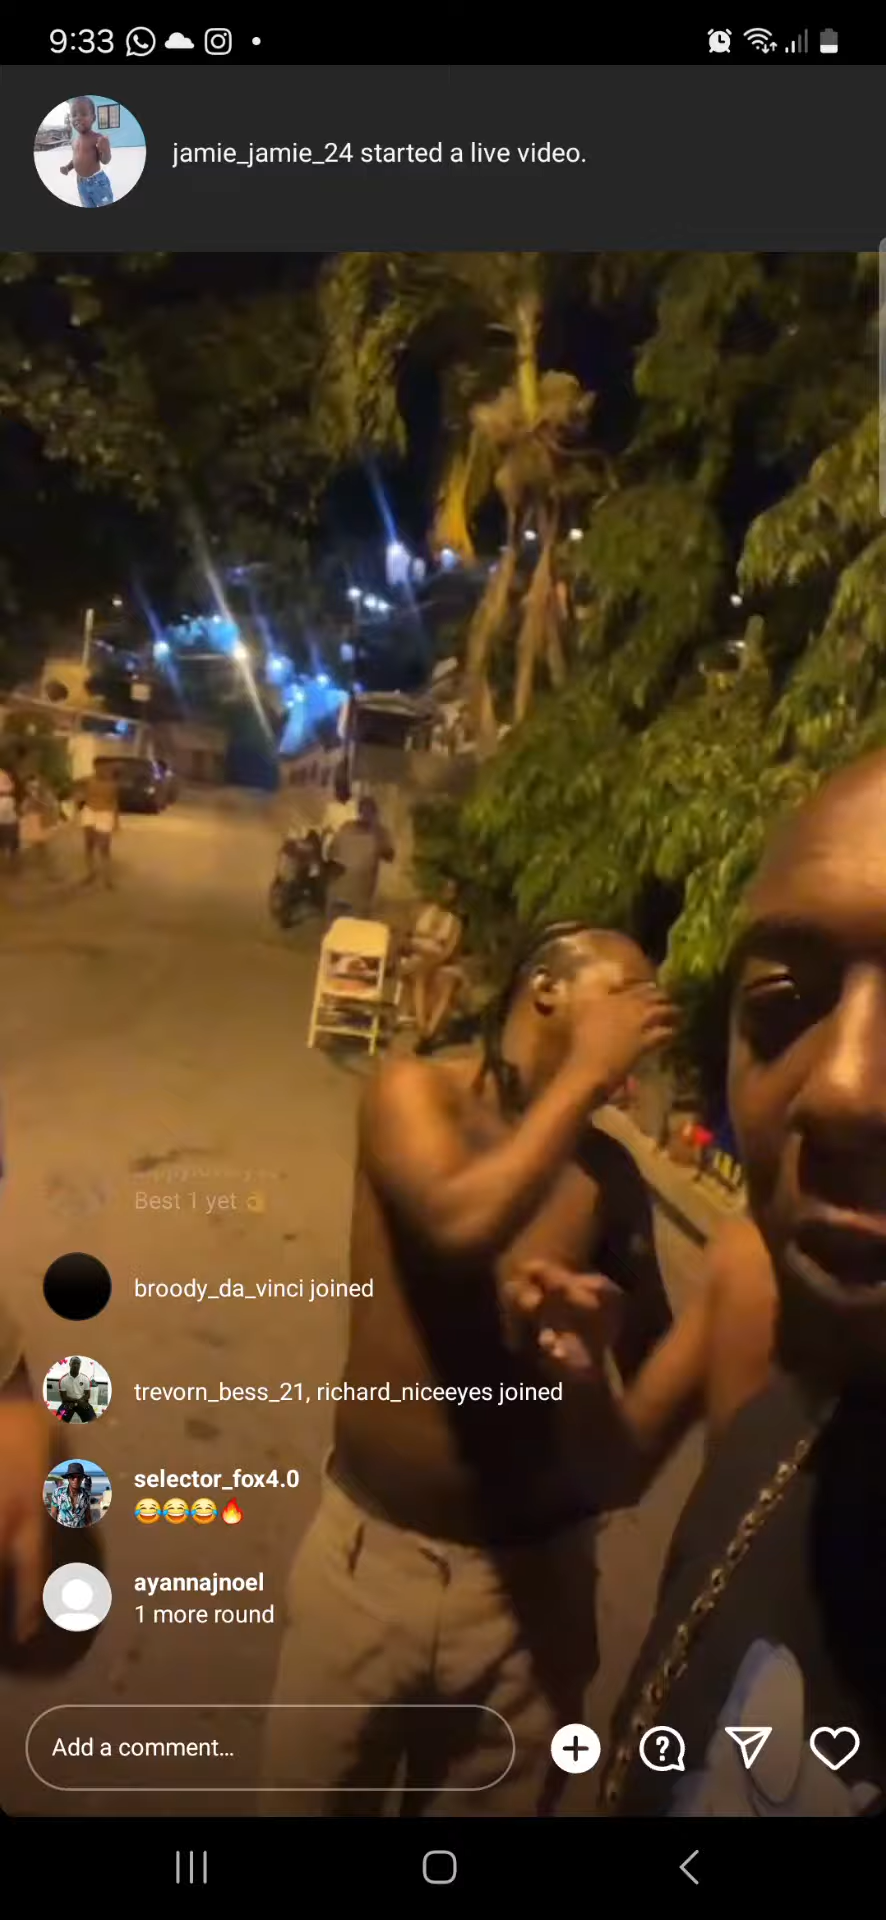 9:33
jamie_jamie_24 started a live video.
Best 1 yet 👌
broody_da_vinci joined
trevorn_bess_21, richard_niceeyes joined
selector_fox4.0
😂😂😂🔥
ayannajnoel
1 more round
Add a comment...